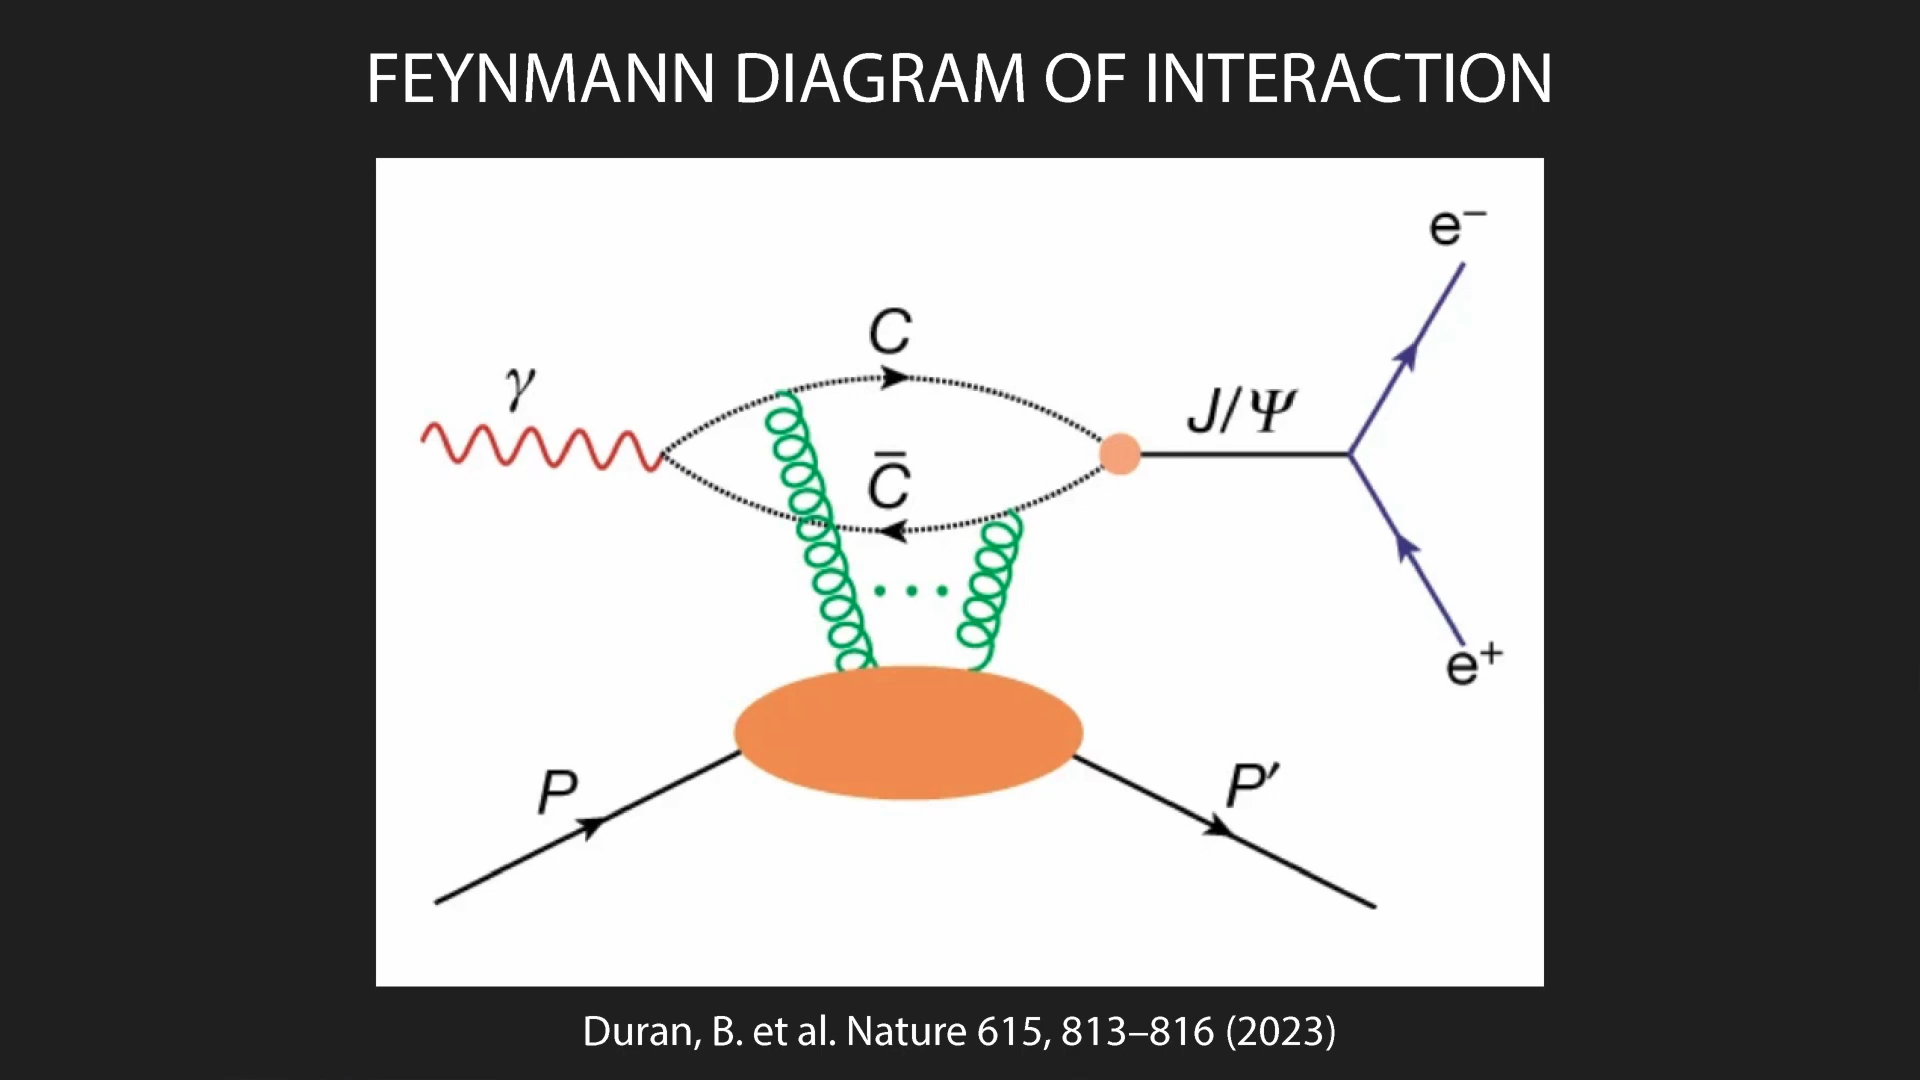 FEYNMANN DIAGRAM OF INTERACTION
e⁻
C
γ
J/Ψ
C̄
e⁺
P
P′
Duran, B. et al. Nature 615, 813–816 (2023)